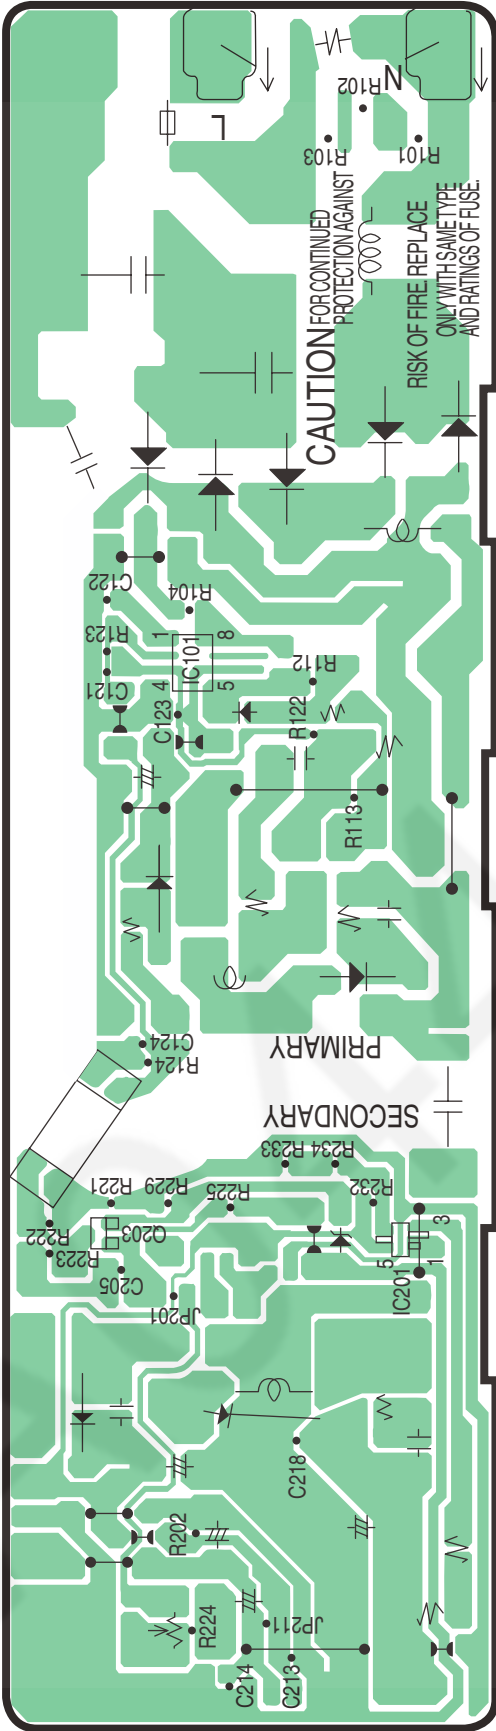 L
N
R102
R103
R101
CAUTION FOR CONTINUED
PROTECTION AGAINST
RISK OF FIRE. REPLACE
ONLY WITH SAME TYPE
AND RATINGS OF FUSE.
C122
R104
R123
1
8
IC101
C121
4
5
R112
C123
R122
R113
C124
R124
PRIMARY
SECONDARY
R233
R234
R221
R229
R225
R232
R222
Q203
R223
C205
3
5
1
IC201
JP201
C218
R202
R224
JP211
C214
C213